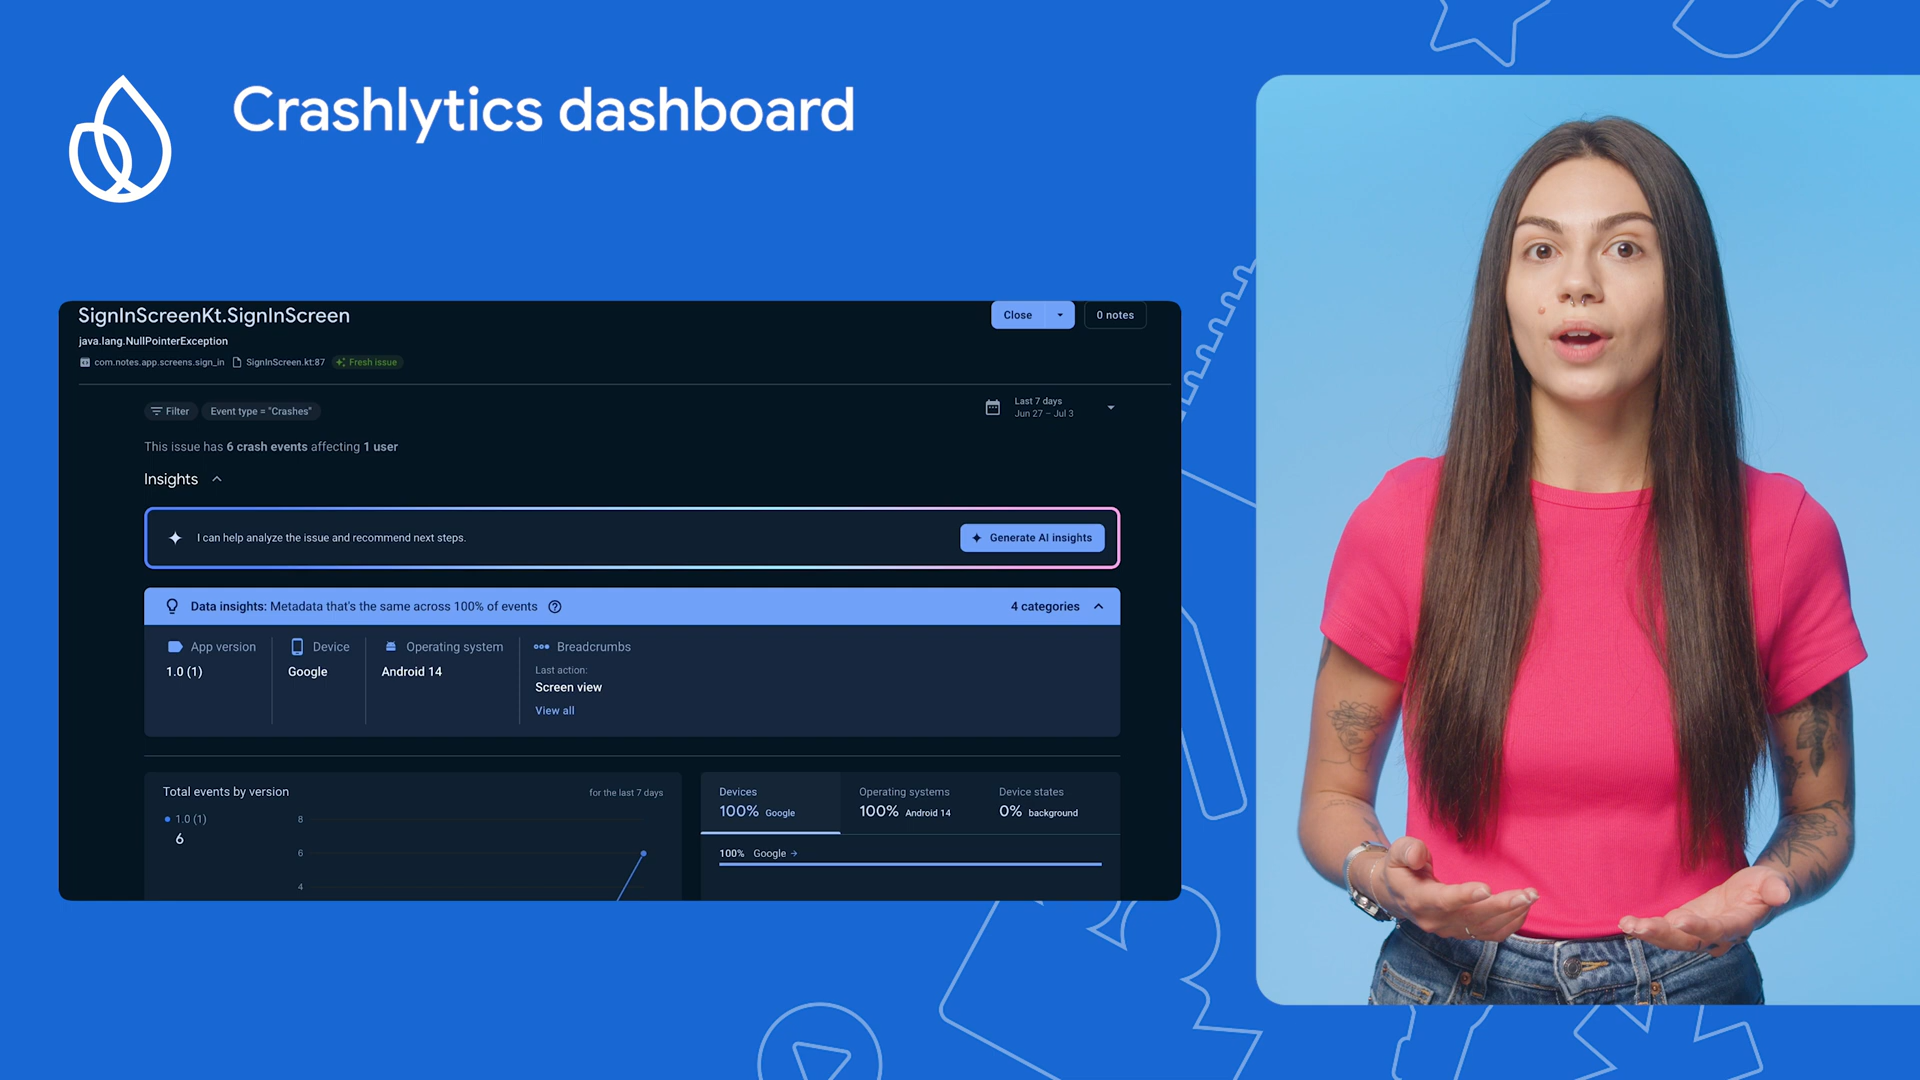 Crashlytics dashboard
SignInScreenKt.SignInScreen
Close
0 notes
java.lang.NullPointerException
com.notes.app.screens.sign_in SignInScreen.kt:87 Fresh issue
Filter Event type = "Crashes"
Last 7 days
Jun 27 – Jul 3
This issue has 6 crash events affecting 1 user
Insights
I can help analyze the issue and recommend next steps.
Generate AI insights
Data insights: Metadata that's the same across 100% of events
4 categories
App version
1.0 (1)
Device
Google
Operating system
Android 14
Breadcrumbs
Last action:
Screen view
View all
Total events by version
for the last 7 days
1.0 (1)
6
8
6
4
Devices
100% Google
Operating systems
100% Android 14
Device states
0% background
100% Google